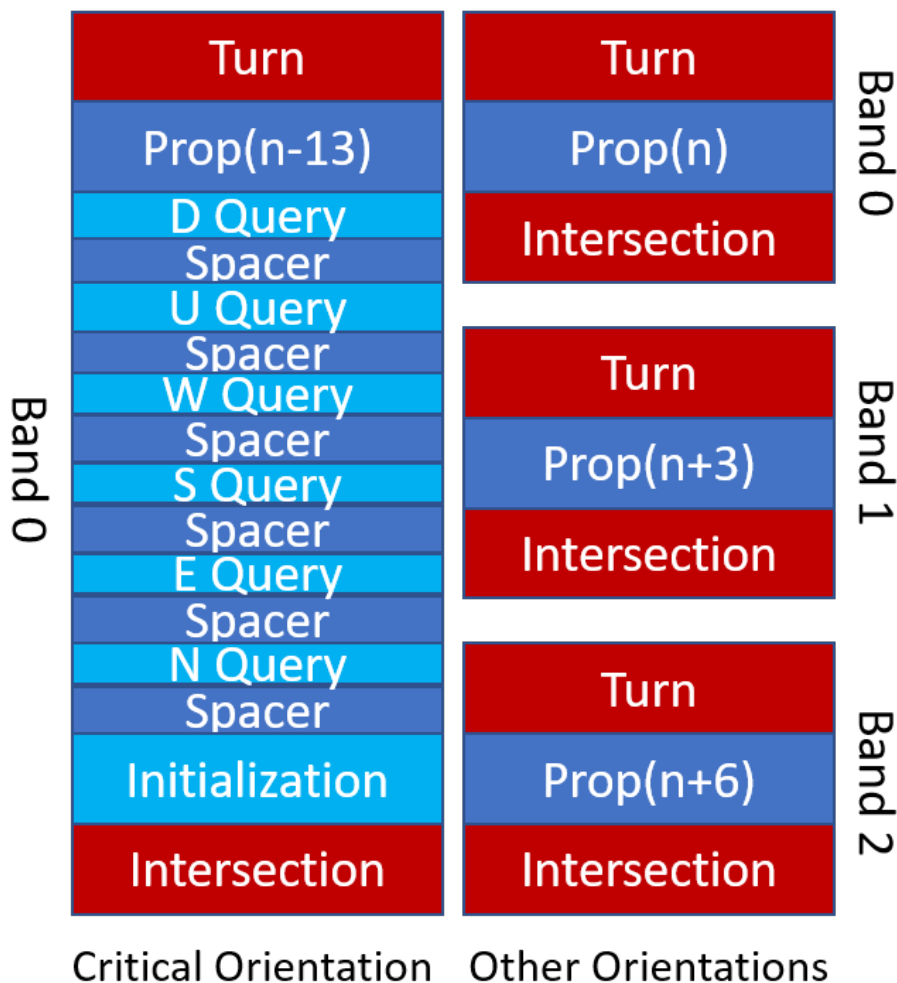 Band 0
Turn
Prop(n-13)
D Query
Spacer
U Query
Spacer
W Query
Spacer
S Query
Spacer
E Query
Spacer
N Query
Spacer
Initialization
Intersection
Critical Orientation
Turn
Prop(n)
Intersection
Band 0
Turn
Prop(n+3)
Intersection
Band 1
Turn
Prop(n+6)
Intersection
Band 2
Other Orientations